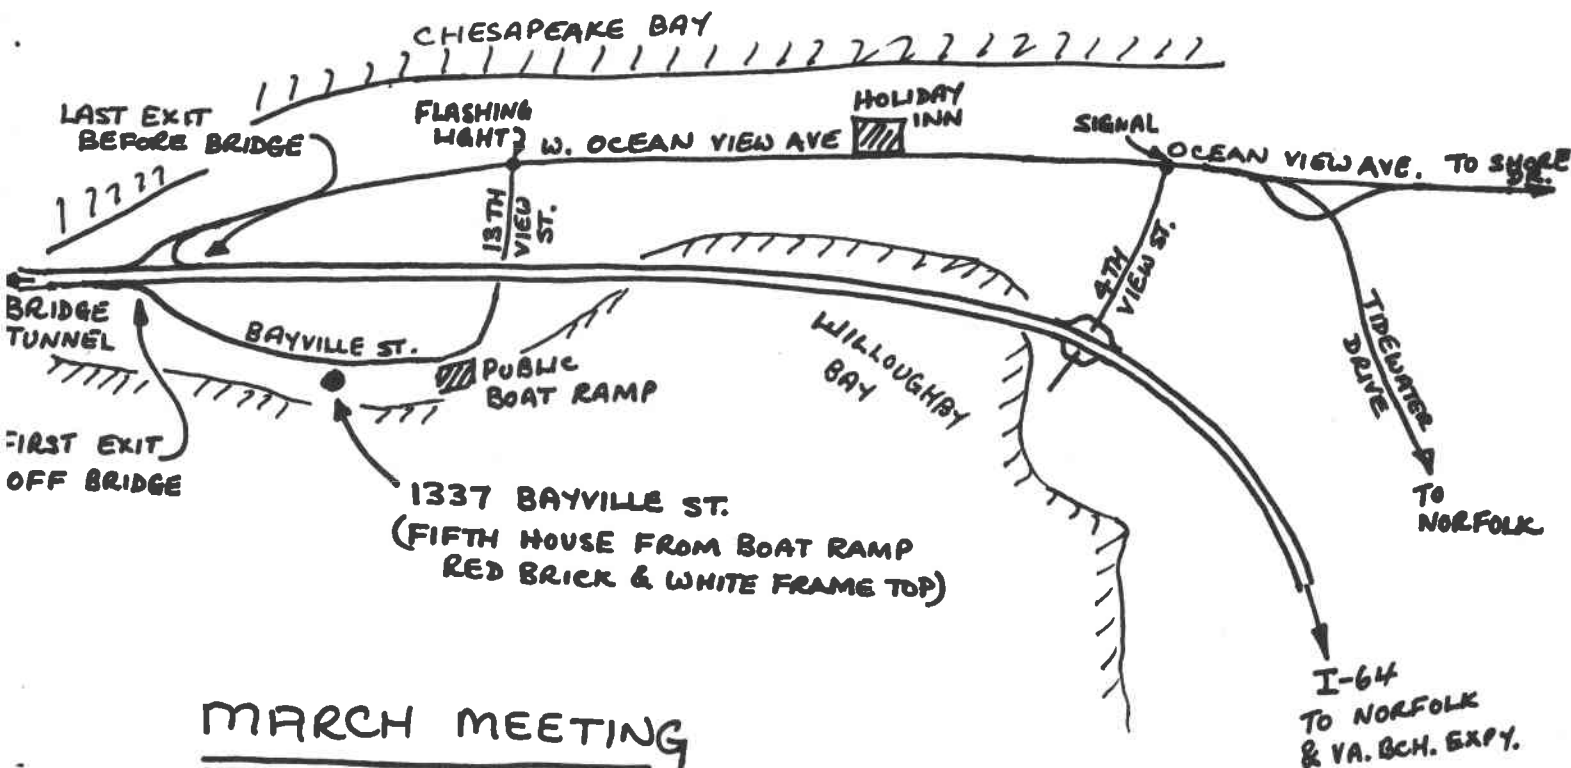 CHESAPEAKE BAY
LAST EXIT
BEFORE BRIDGE
FLASHING
LIGHT
W. OCEAN VIEW AVE
HOLIDAY
INN
SIGNAL
OCEAN VIEW AVE. TO SHORE
DR.
13TH
VIEW
ST.
4TH
VIEW ST.
TIDEWATER
DRIVE
BRIDGE
TUNNEL
BAYVILLE ST.
PUBLIC
BOAT RAMP
WILLOUGHBY
BAY
FIRST EXIT
OFF BRIDGE
1337 BAYVILLE ST.
(FIFTH HOUSE FROM BOAT RAMP
RED BRICK & WHITE FRAME TOP)
TO
NORFOLK
I-64
TO NORFOLK
& VA. BCH. EXPY.
MARCH MEETING